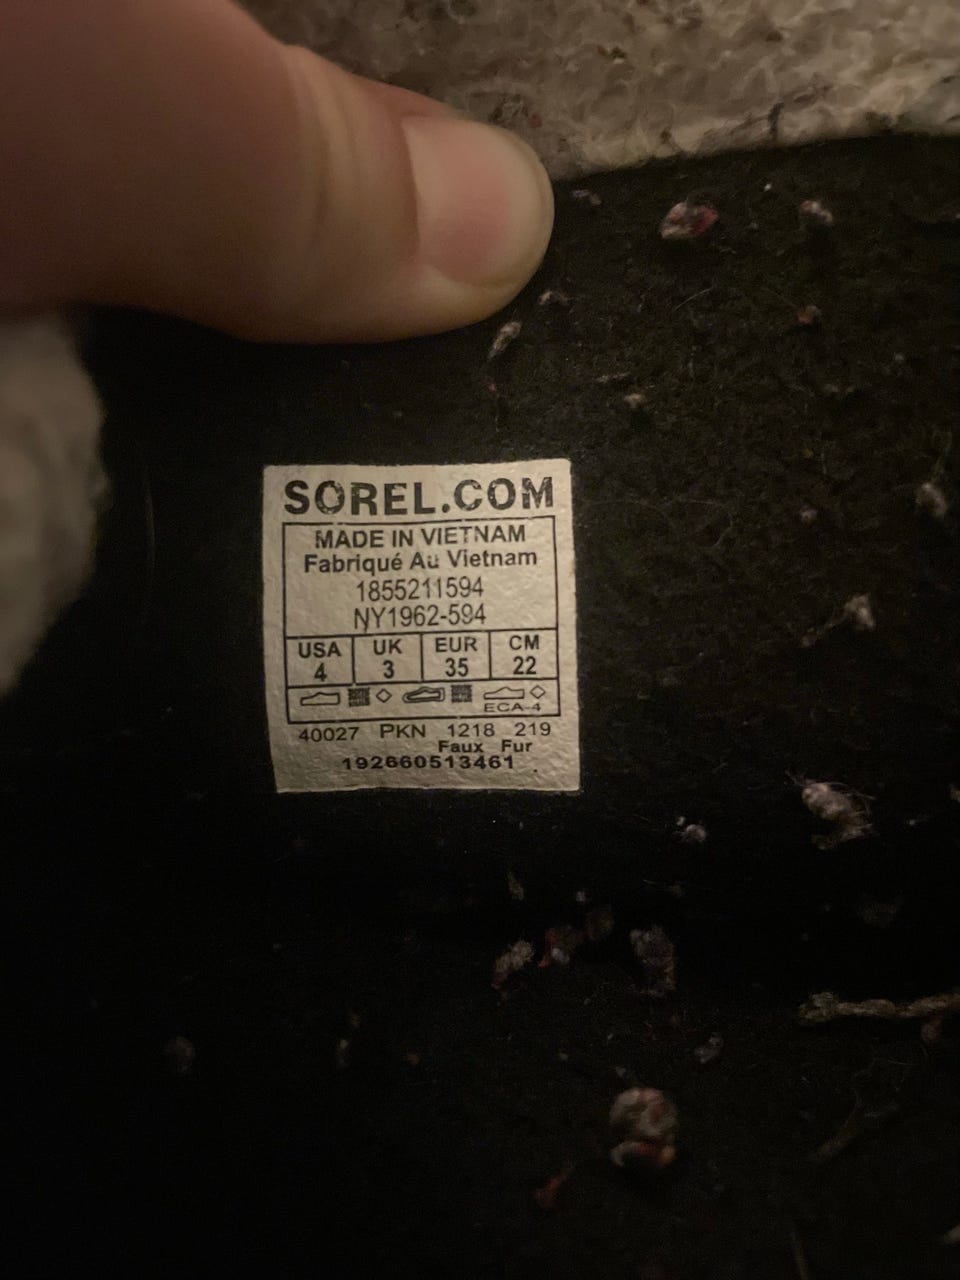 SOREL.COM
MADE IN VIETNAM
Fabriqué Au Vietnam
1855211594
NY1962-594
USA UK EUR CM
4 3 35 22
ECA-4
40027 PKN 1218 219
Faux Fur
192660513461